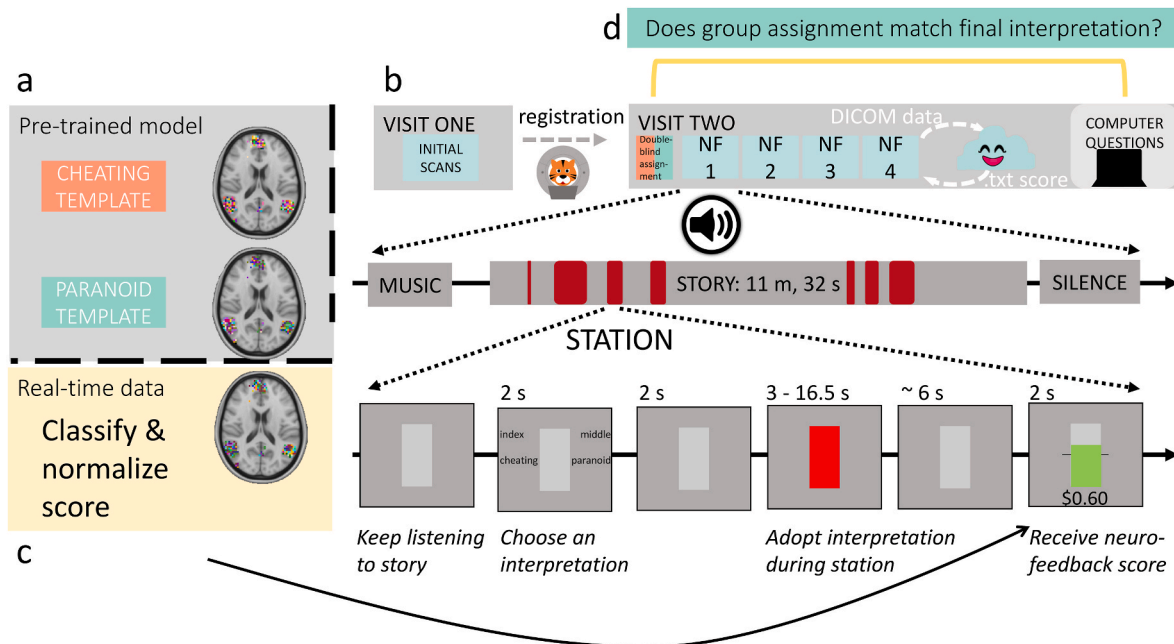 d
Does group assignment match final interpretation?
a
Pre-trained model
CHEATING
TEMPLATE
PARANOID
TEMPLATE
Real-time data
Classify &
normalize
score
c
b
VISIT ONE
INITIAL
SCANS
registration
VISIT TWO
Double-
blind
assign-
ment
NF
1
NF
2
NF
3
NF
4
DICOM data
.txt score
COMPUTER
QUESTIONS
MUSIC
STORY: 11 m, 32 s
SILENCE
STATION
2 s
2 s
3 - 16.5 s
~ 6 s
2 s
index
middle
cheating
paranoid
$0.60
Keep listening
to story
Choose an
interpretation
Adopt interpretation
during station
Receive neuro-
feedback score